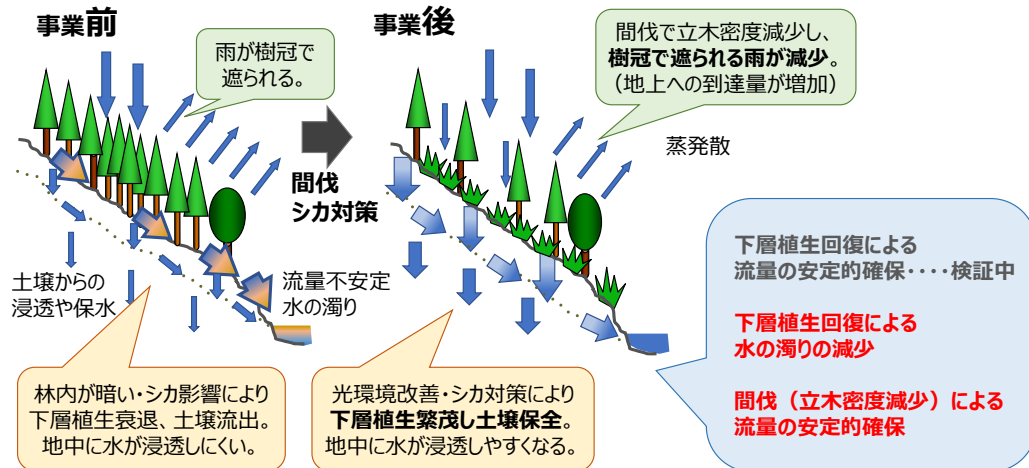 事業前
雨が樹冠で
遮られる。
土壌からの
浸透や保水
流量不安定
水の濁り
林内が暗い・シカ影響により
下層植生衰退、土壌流出。
地中に水が浸透しにくい。
間伐
シカ対策
事業後
間伐で立木密度減少し、
樹冠で遮られる雨が減少。
（地上への到達量が増加）
蒸発散
光環境改善・シカ対策により
下層植生繁茂し土壌保全。
地中に水が浸透しやすくなる。
下層植生回復による
流量の安定的確保‥‥検証中
下層植生回復による
水の濁りの減少
間伐（立木密度減少）による
流量の安定的確保